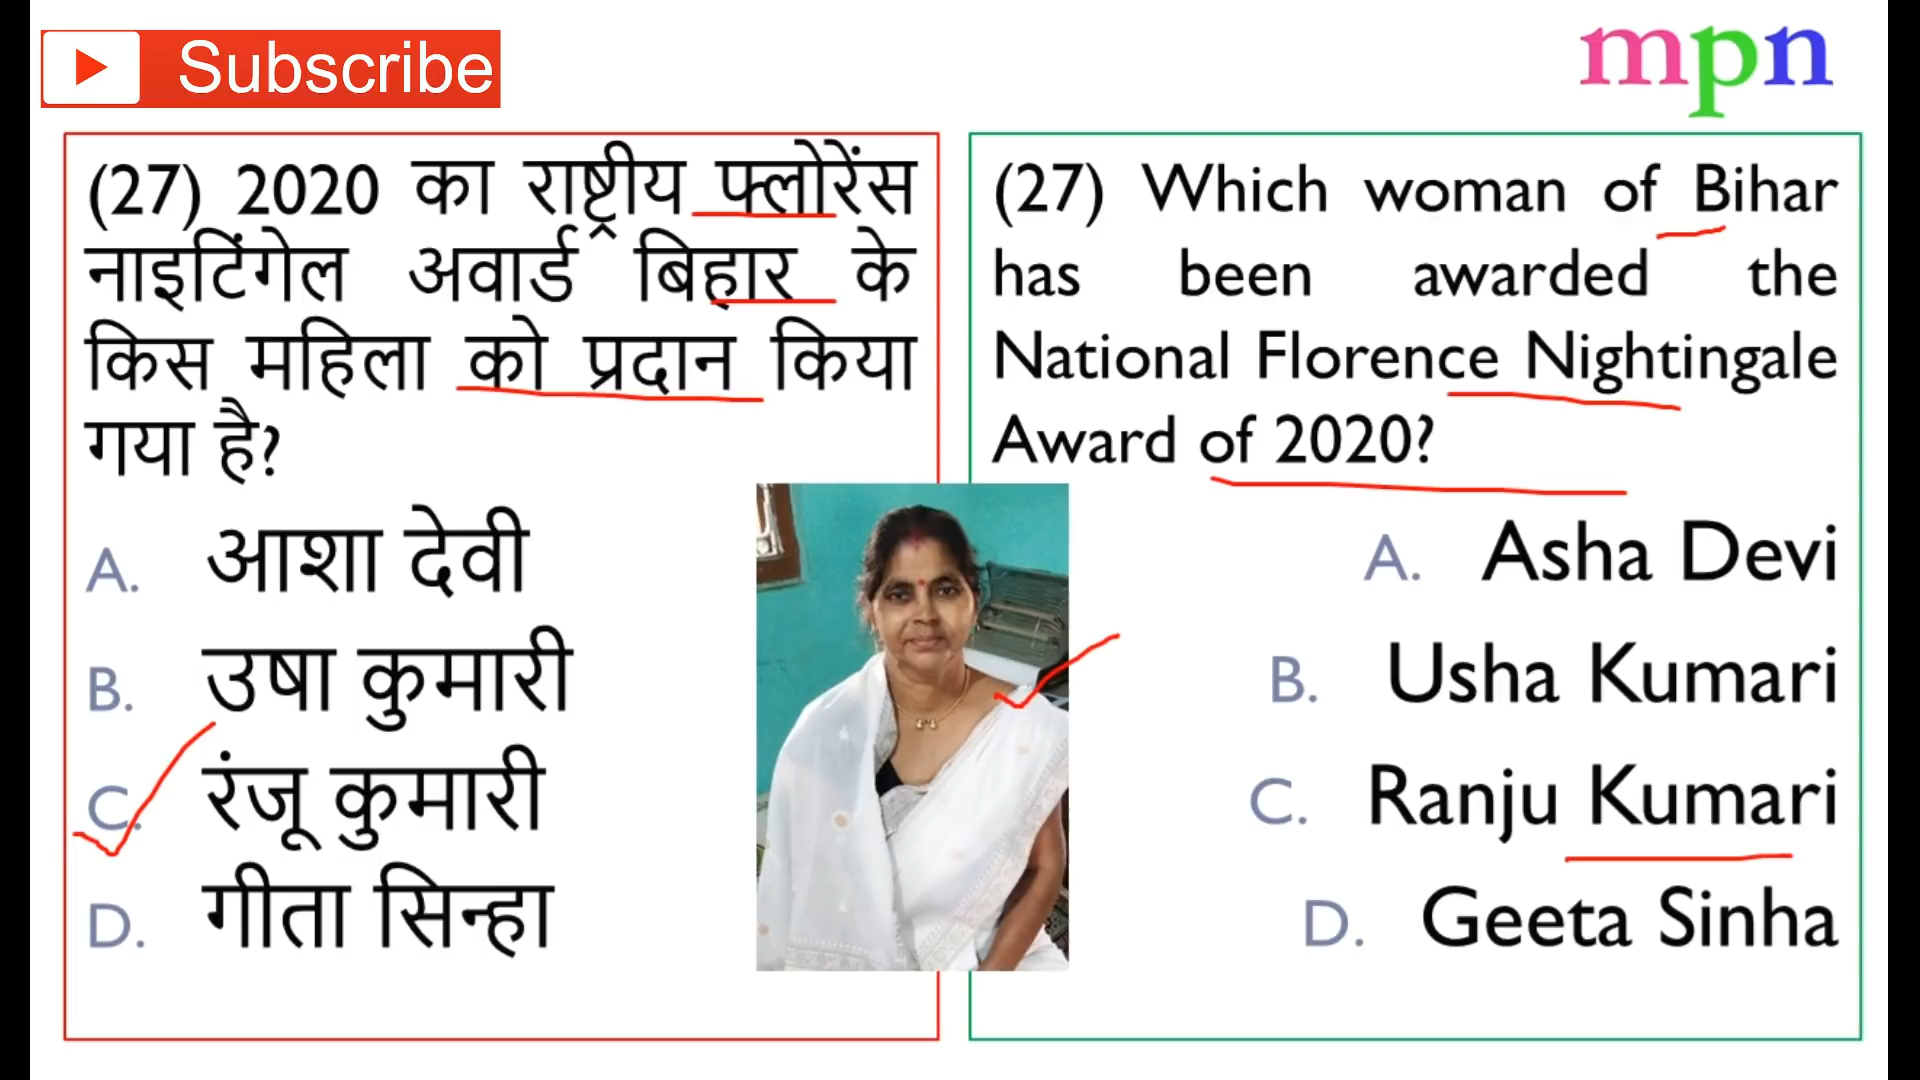 Subscribe
mpn
(27) 2020 का राष्ट्रीय फ्लोरेंस
नाइटिंगेल अवार्ड बिहार के
किस महिला को प्रदान किया
गया है?
A. आशा देवी
B. उषा कुमारी
C. रंजू कुमारी
D. गीता सिन्हा
(27) Which woman of Bihar
has been awarded the
National Florence Nightingale
Award of 2020?
A. Asha Devi
B. Usha Kumari
C. Ranju Kumari
D. Geeta Sinha